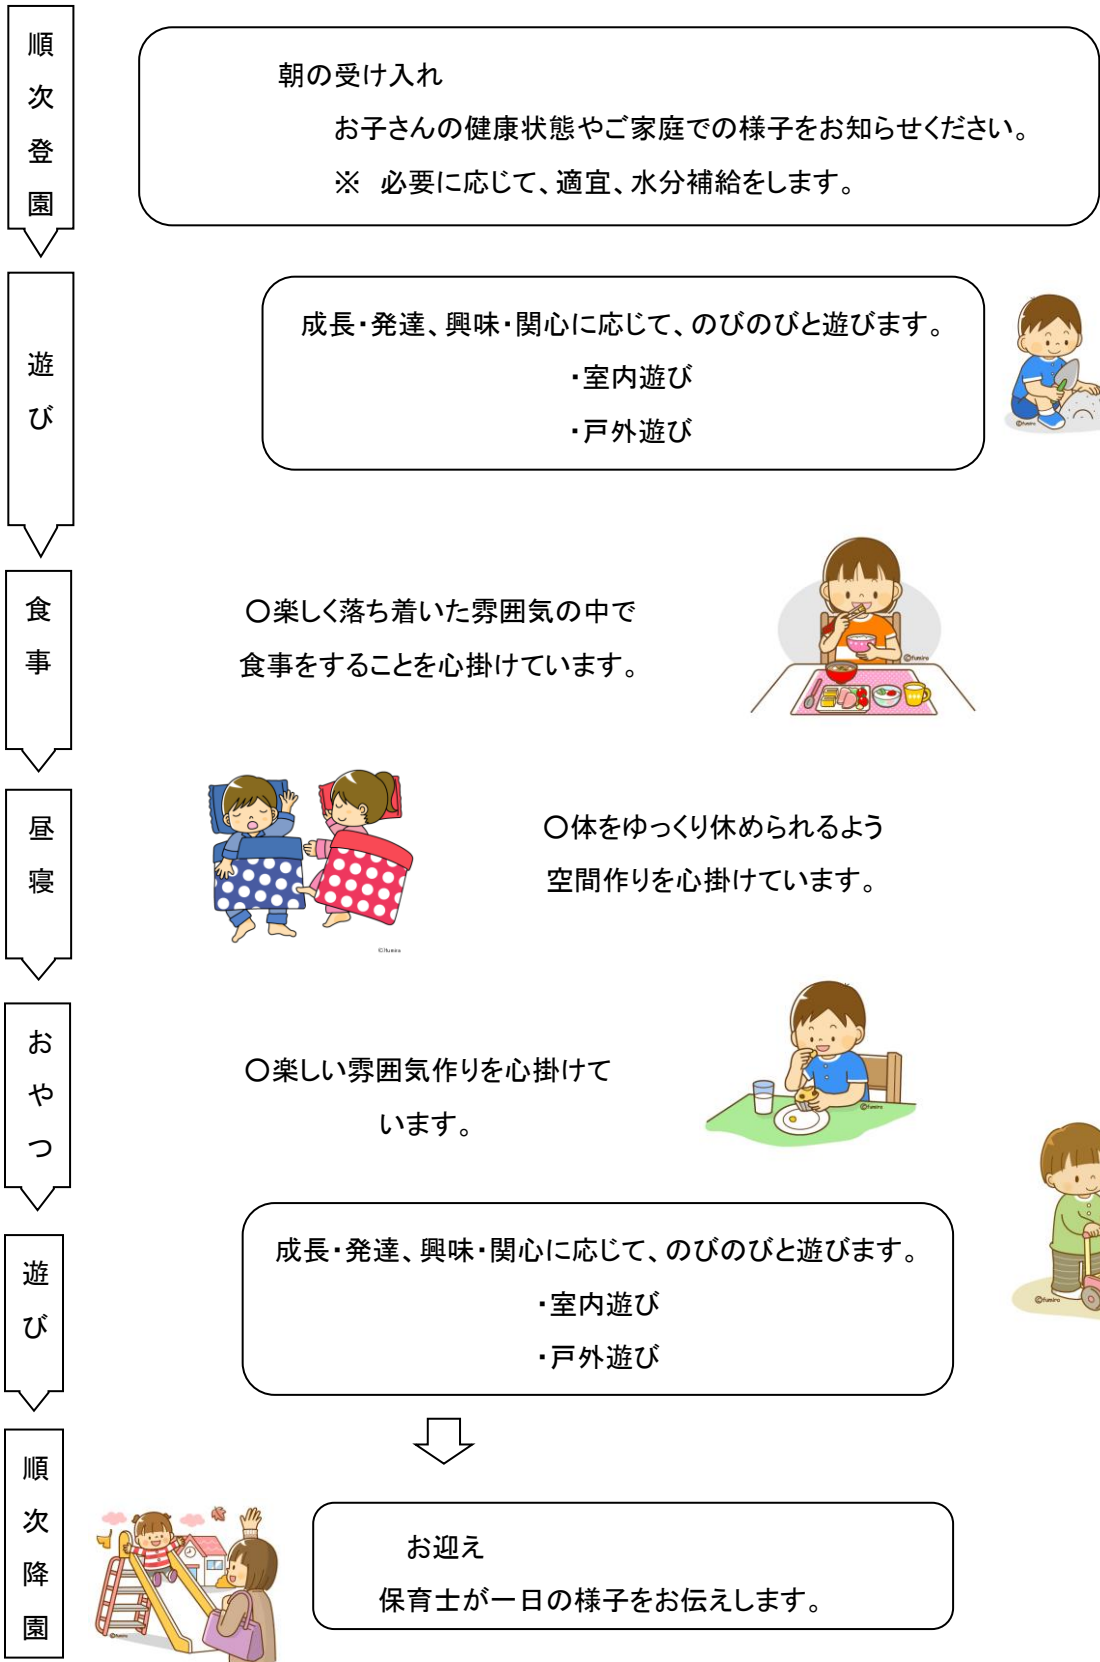 順次登園
朝の受け入れ
お子さんの健康状態やご家庭での様子をお知らせください。
※ 必要に応じて、適宜、水分補給をします。
遊び
成長・発達、興味・関心に応じて、のびのびと遊びます。
・室内遊び
・戸外遊び
©fumira
食事
〇楽しく落ち着いた雰囲気の中で
食事をすることを心掛けています。
©fumira
昼寝
〇体をゆっくり休められるよう
空間作りを心掛けています。
©fumira
おやつ
〇楽しい雰囲気作りを心掛けて
います。
©fumira
遊び
成長・発達、興味・関心に応じて、のびのびと遊びます。
・室内遊び
・戸外遊び
©fumira
順次降園
お迎え
保育士が一日の様子をお伝えします。
©fumira